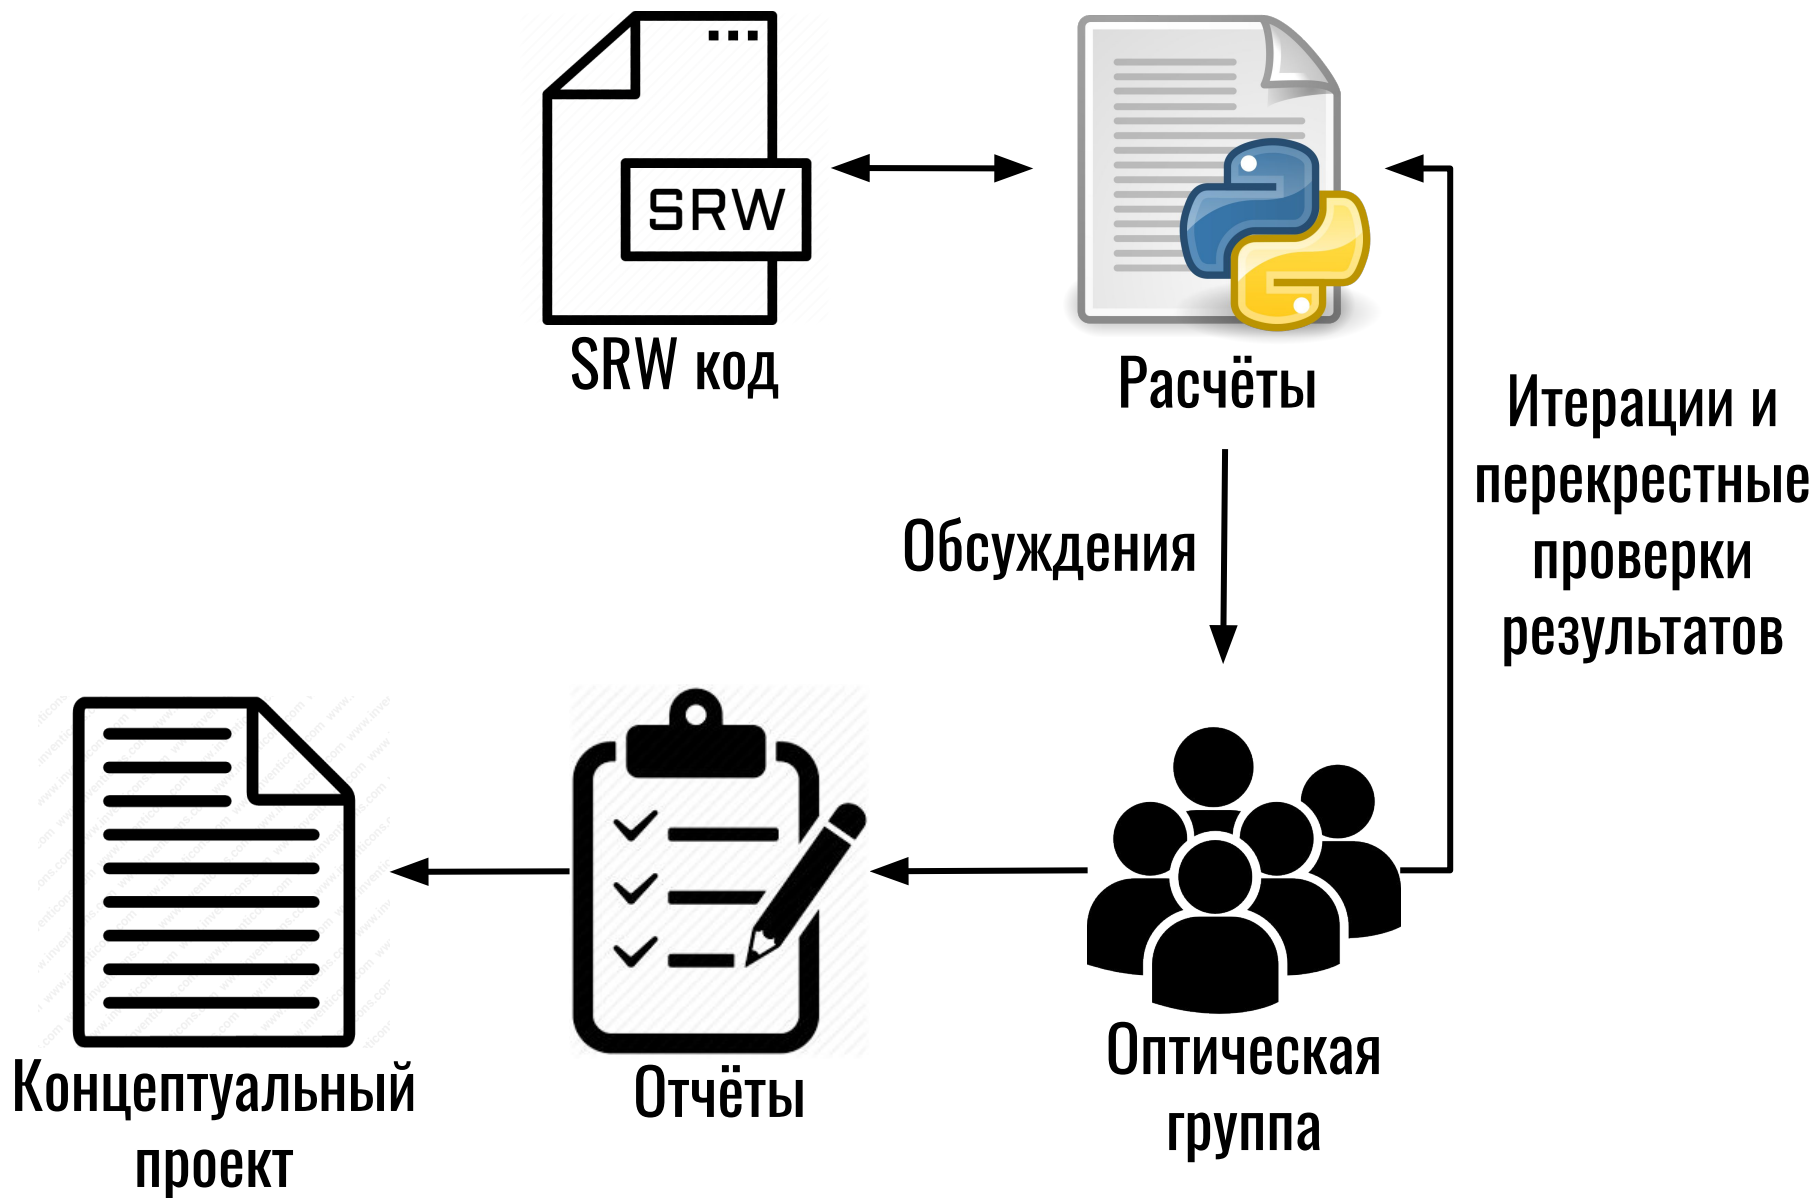 SRW
SRW код
Расчёты
Итерации и
перекрестные
проверки
результатов
Обсуждения
Оптическая
группа
Отчёты
Концептуальный
проект